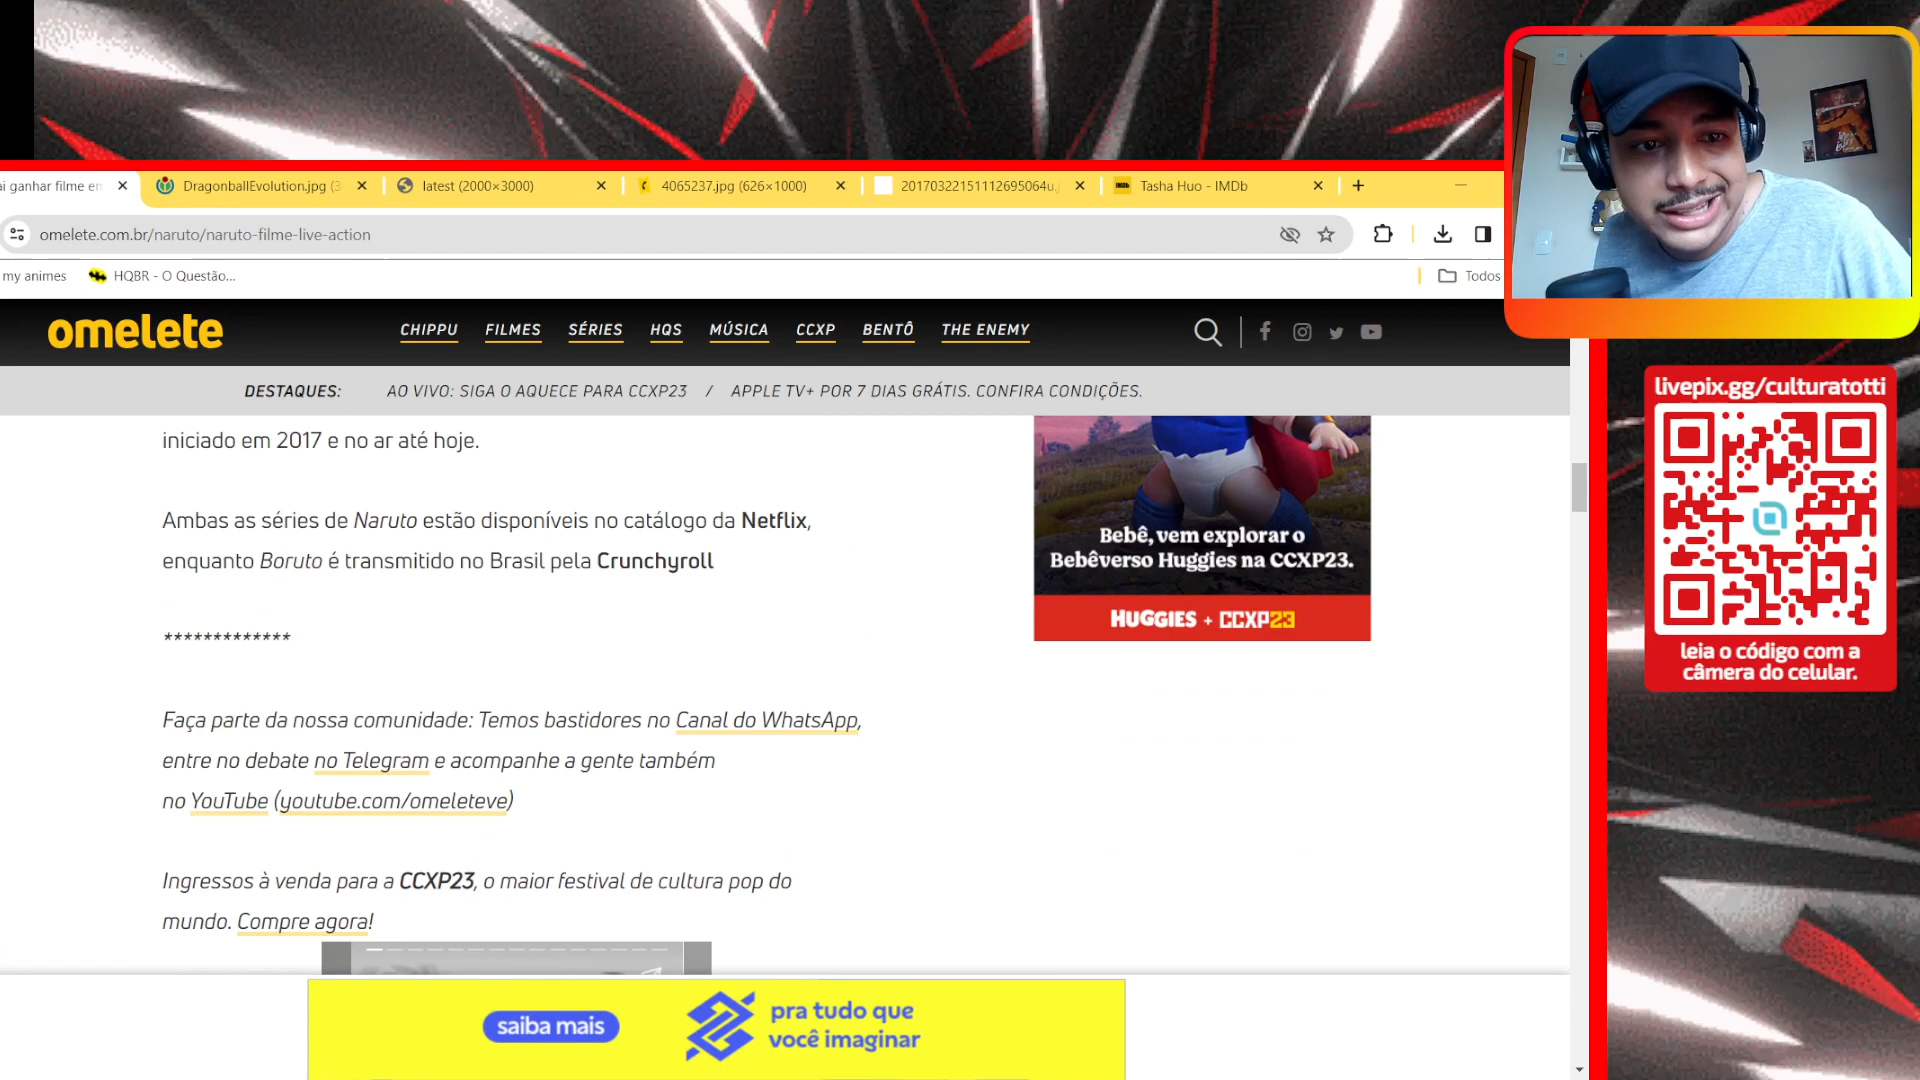 ai ganhar filme em
DragonballEvolution.jpg (3
latest (2000×3000)
4065237.jpg (626×1000)
20170322151112695064u.j
IMDb
Tasha Huo - IMDb
omelete.com.br/naruto/naruto-filme-live-action
my animes
HQBR - O Questão...
Todos
omelete
CHIPPU
FILMES
SÉRIES
HQS
MÚSICA
CCXP
BENTÔ
THE ENEMY
DESTAQUES: AO VIVO: SIGA O AQUECE PARA CCXP23 / APPLE TV+ POR 7 DIAS GRÁTIS. CONFIRA CONDIÇÕES.
iniciado em 2017 e no ar até hoje.
Ambas as séries de Naruto estão disponíveis no catálogo da Netflix,
enquanto Boruto é transmitido no Brasil pela Crunchyroll
*************
Faça parte da nossa comunidade: Temos bastidores no Canal do WhatsApp,
entre no debate no Telegram e acompanhe a gente também
no YouTube (youtube.com/omeleteve)
Ingressos à venda para a CCXP23, o maior festival de cultura pop do
mundo. Compre agora!
Bebê, vem explorar o
Bebêverso Huggies na CCXP23.
HUGGIES + CCXP23
saiba mais
pra tudo que
você imaginar
livepix.gg/culturatotti
leia o código com a
câmera do celular.